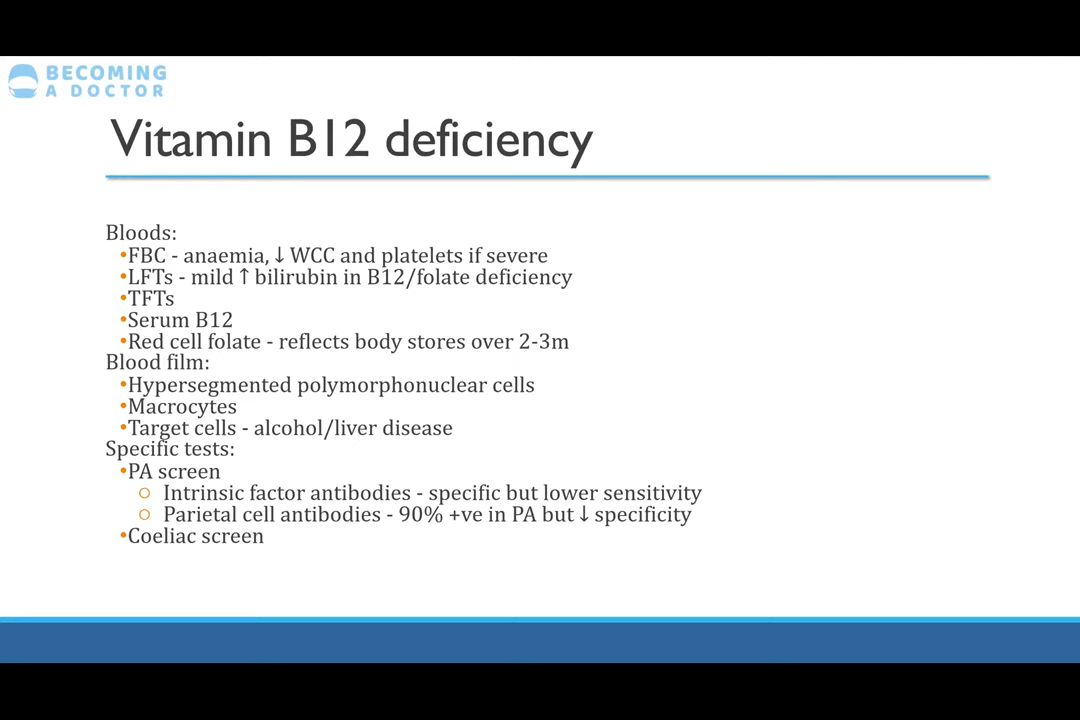 BECOMING
A DOCTOR
Vitamin B12 deficiency
Bloods:
•FBC - anaemia, ↓ WCC and platelets if severe
•LFTs - mild ↑ bilirubin in B12/folate deficiency
•TFTs
•Serum B12
•Red cell folate - reflects body stores over 2-3m
Blood film:
•Hypersegmented polymorphonuclear cells
•Macrocytes
•Target cells - alcohol/liver disease
Specific tests:
•PA screen
○ Intrinsic factor antibodies - specific but lower sensitivity
○ Parietal cell antibodies - 90% +ve in PA but ↓ specificity
•Coeliac screen